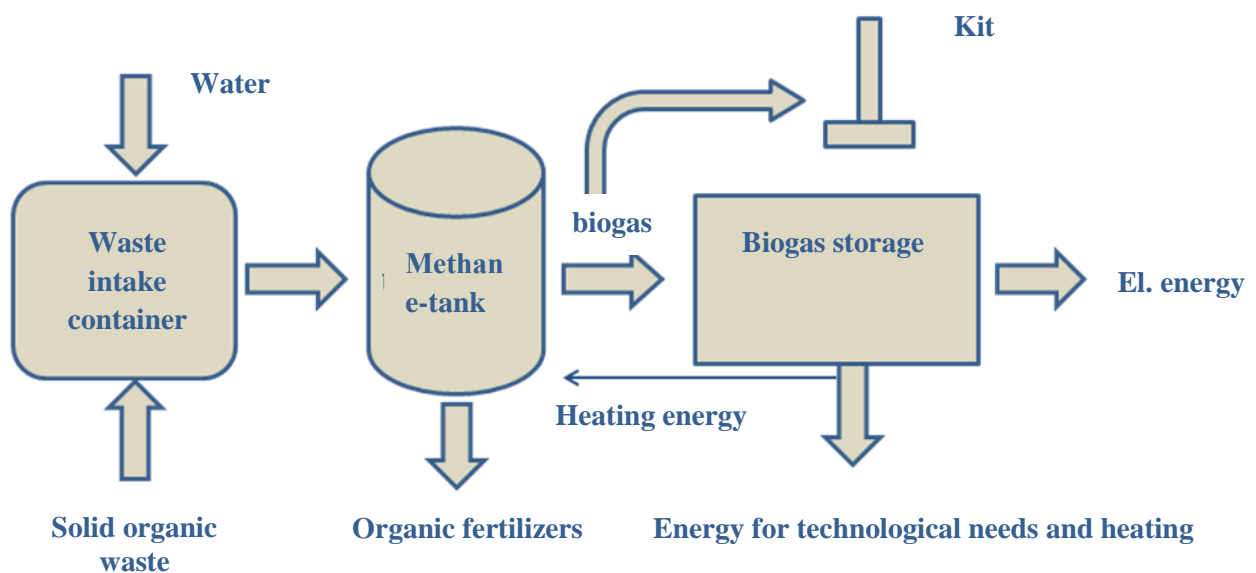 Kit
Water
biogas
Waste
intake
container
Methan
e-tank
Biogas storage
El. energy
Heating energy
Solid organic
waste
Organic fertilizers
Energy for technological needs and heating